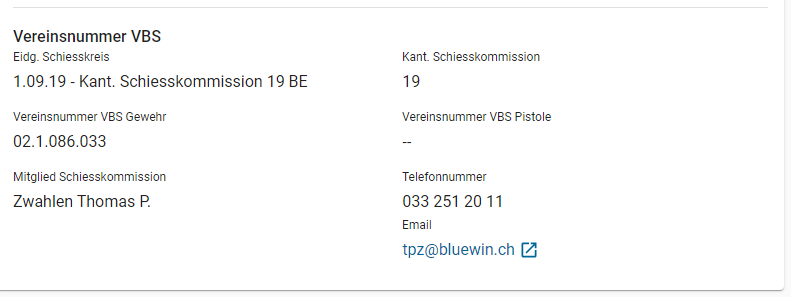 Vereinsnummer VBS
Eidg. Schiesskreis
Kant. Schiesskommission
1.09.19 - Kant. Schiesskommission 19 BE
19
Vereinsnummer VBS Gewehr
Vereinsnummer VBS Pistole
02.1.086.033
--
Mitglied Schiesskommission
Telefonnummer
Zwahlen Thomas P.
033 251 20 11
Email
tpz@bluewin.ch